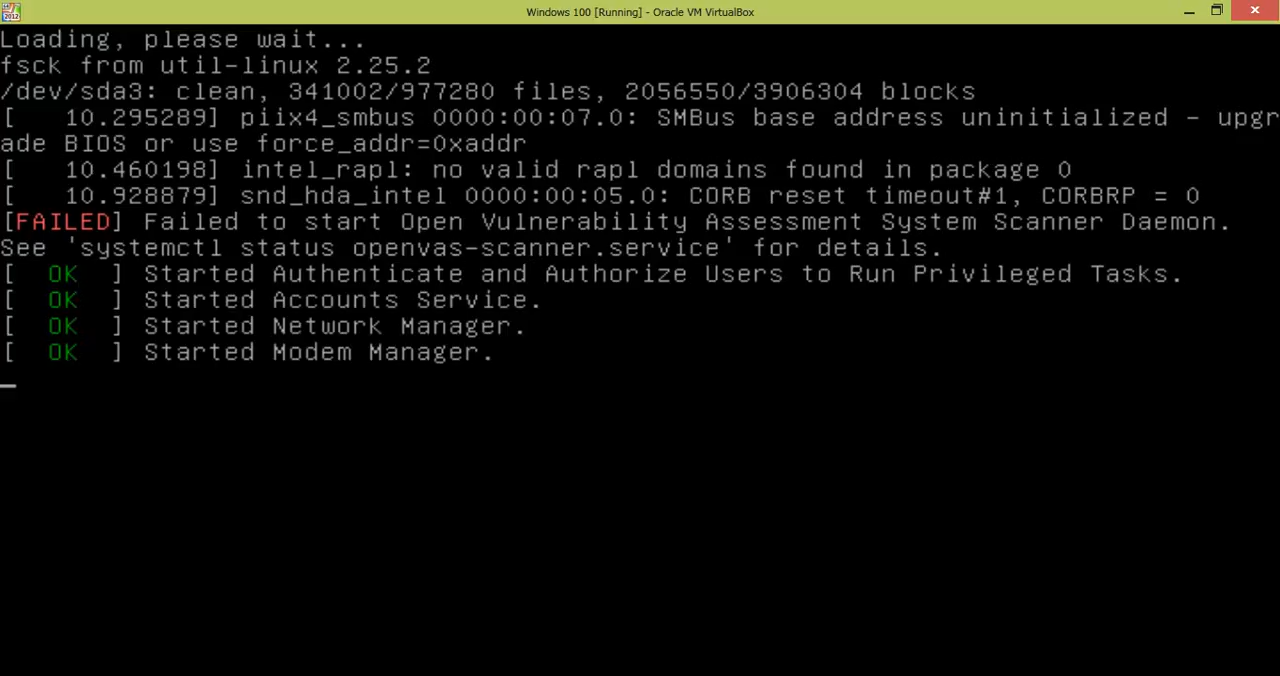 2012
Windows 100 [Running] - Oracle VM VirtualBox
Loading, please wait...
fsck from util-linux 2.25.2
/dev/sda3: clean, 341002/977280 files, 2056550/3906304 blocks
[   10.295289] piix4_smbus 0000:00:07.0: SMBus base address uninitialized - upgr
ade BIOS or use force_addr=0xaddr
[   10.460198] intel_rapl: no valid rapl domains found in package 0
[   10.928879] snd_hda_intel 0000:00:05.0: CORB reset timeout#1, CORBRP = 0
[FAILED] Failed to start Open Vulnerability Assessment System Scanner Daemon.
See 'systemctl status openvas-scanner.service' for details.
[  OK  ] Started Authenticate and Authorize Users to Run Privileged Tasks.
[  OK  ] Started Accounts Service.
[  OK  ] Started Network Manager.
[  OK  ] Started Modem Manager.